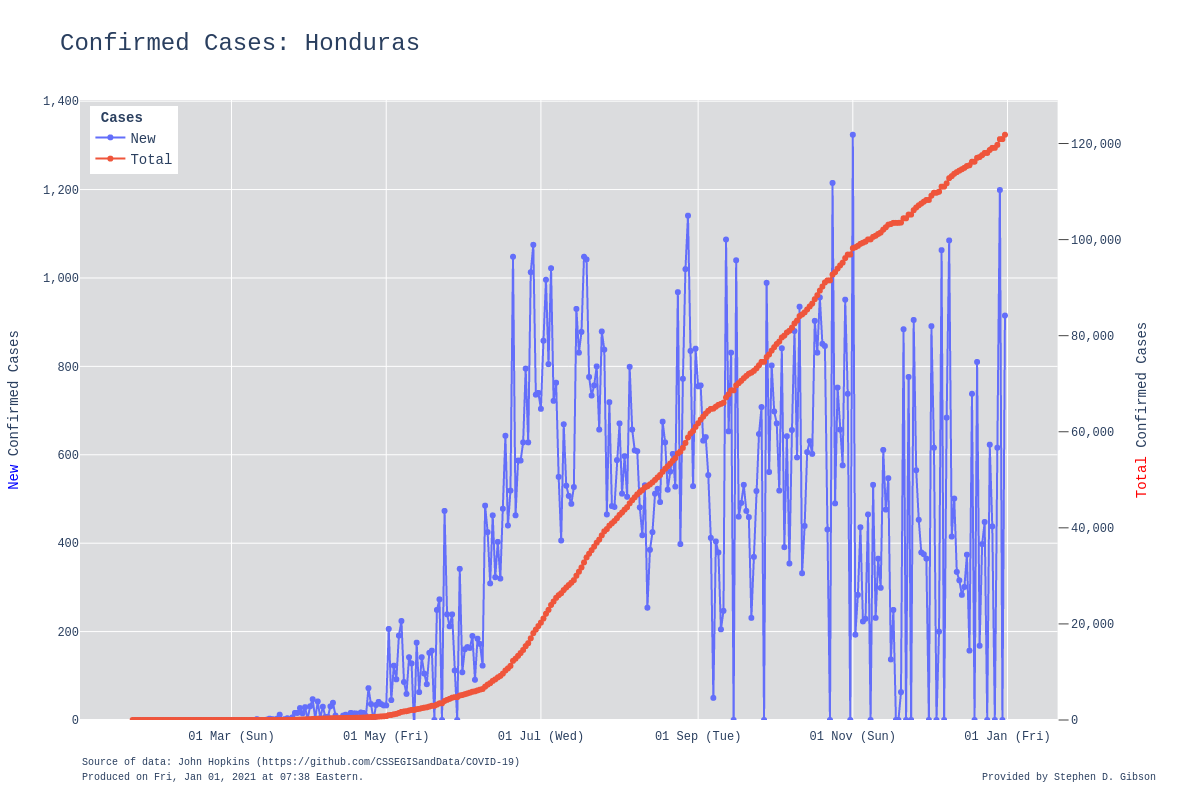 Confirmed Cases: Honduras
Cases
New
Total
1,400
1,200
1,000
800
600
400
200
0
120,000
100,000
80,000
60,000
40,000
20,000
0
New Confirmed Cases
Total Confirmed Cases
01 Mar (Sun)
01 May (Fri)
01 Jul (Wed)
01 Sep (Tue)
01 Nov (Sun)
01 Jan (Fri)
Source of data: John Hopkins (https://github.com/CSSEGISandData/COVID-19)
Produced on Fri, Jan 01, 2021 at 07:38 Eastern.
Provided by Stephen D. Gibson